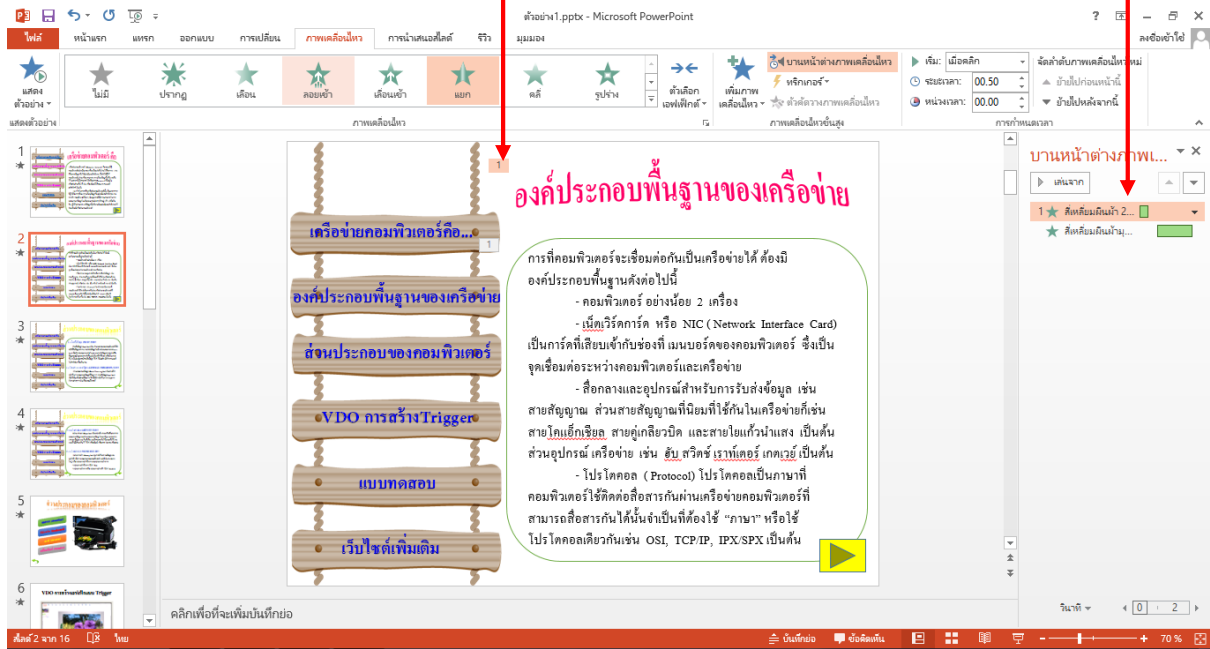 ตัวอย่าง1.pptx - Microsoft PowerPoint
ไฟล์ หน้าแรก แทรก ออกแบบ การเปลี่ยน ภาพเคลื่อนไหว การนำเสนอสไลด์ รีวิว มุมมอง ลงชื่อเข้าใช้
แสดง
ตัวอย่าง
ไม่มี ปรากฏ เลือน ลอยเข้า เลื่อนเข้า แยก คลี่ รูปร่าง
ตัวเลือก
เอฟเฟ็กต์
เพิ่มภาพ
เคลื่อนไหว
บานหน้าต่างภาพเคลื่อนไหว
ทริกเกอร์
ตัวคัดวางภาพเคลื่อนไหว
เริ่ม: เมื่อคลิก
ระยะเวลา: 00.50
หน่วงเวลา: 00.00
จัดลำดับภาพเคลื่อนไหวใหม่
ย้ายไปก่อนหน้านี้
ย้ายไปหลังจากนี้
แสดงตัวอย่าง ภาพเคลื่อนไหว ภาพเคลื่อนไหวขั้นสูง การกำหนดเวลา
1
2
3
4
5
6
VDO การสร้างเว็บไซต์แบบ Trigger
1
องค์ประกอบพื้นฐานของเครือข่าย
เครือข่ายคอมพิวเตอร์คือ...
1
องค์ประกอบพื้นฐานของเครือข่าย
ส่วนประกอบของคอมพิวเตอร์
VDO การสร้างTrigger
แบบทดสอบ
เว็บไซต์เพิ่มเติม
การที่คอมพิวเตอร์จะเชื่อมต่อกันเป็นเครือข่ายได้ ต้องมี
องค์ประกอบพื้นฐานดังต่อไปนี้
- คอมพิวเตอร์ อย่างน้อย 2 เครื่อง
- เน็ตเวิร์ดการ์ด หรือ NIC ( Network Interface Card)
เป็นการ์ดที่เสียบเข้ากับช่องที่ เมนบอร์ดของคอมพิวเตอร์ ซึ่งเป็น
จุดเชื่อมต่อระหว่างคอมพิวเตอร์และเครือข่าย
- สื่อกลางและอุปกรณ์สำหรับการรับส่งข้อมูล เช่น
สายสัญญาณ ส่วนสายสัญญาณที่นิยมที่ใช้กันในเครือข่ายก็เช่น
สายโคแอ็กเชียล สายคู่เกลียวบิด และสายใยแก้วนำแสง เป็นต้น
ส่วนอุปกรณ์ เครือข่าย เช่น ฮับ สวิตช์ เราท์เตอร์ เกตเวย์ เป็นต้น
- โปรโตคอล ( Protocol) โปรโตคอลเป็นภาษาที่
คอมพิวเตอร์ใช้ติดต่อสื่อสารกันผ่านเครือข่ายคอมพิวเตอร์ที่
สามารถสื่อสารกันได้นั้นจำเป็นที่ต้องใช้ “ภาษา” หรือใช้
โปรโตคอลเดียวกันเช่น OSI, TCP/IP, IPX/SPX เป็นต้น
บานหน้าต่างภาพเ...
เล่นจาก
1 สี่เหลี่ยมผืนผ้า 2...
สี่เหลี่ยมผืนผ้ามุ...
วินาที 0 2
คลิกเพื่อที่จะเพิ่มบันทึกย่อ
สไลด์ 2 จาก 16 ไทย บันทึกย่อ ข้อคิดเห็น 70 %